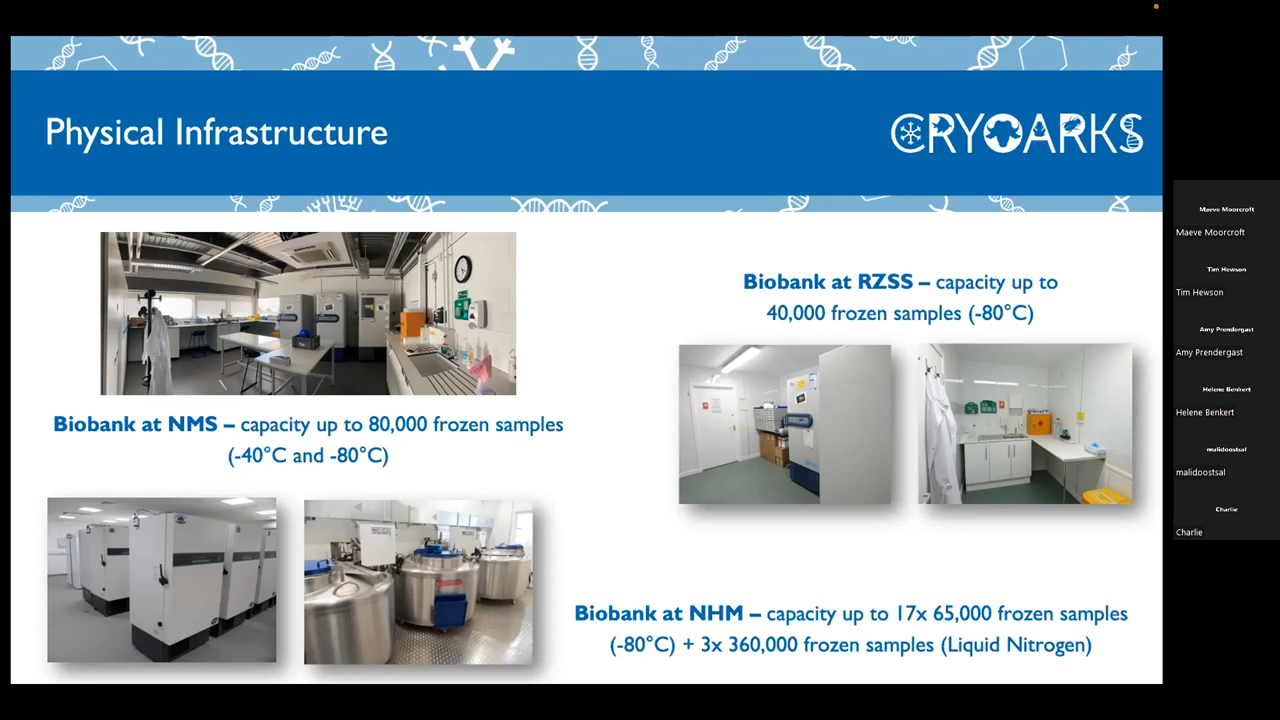 Physical Infrastructure
CRYOARKS
Biobank at RZSS – capacity up to
40,000 frozen samples (-80°C)
Biobank at NMS – capacity up to 80,000 frozen samples
(-40°C and -80°C)
Biobank at NHM – capacity up to 17x 65,000 frozen samples
(-80°C) + 3x 360,000 frozen samples (Liquid Nitrogen)
Maeve Moorcroft
Maeve Moorcroft
Tim Hewson
Tim Hewson
Amy Prendergast
Amy Prendergast
Helene Benkert
Helene Benkert
malidoostsal
malidoostsal
Charlie
Charlie